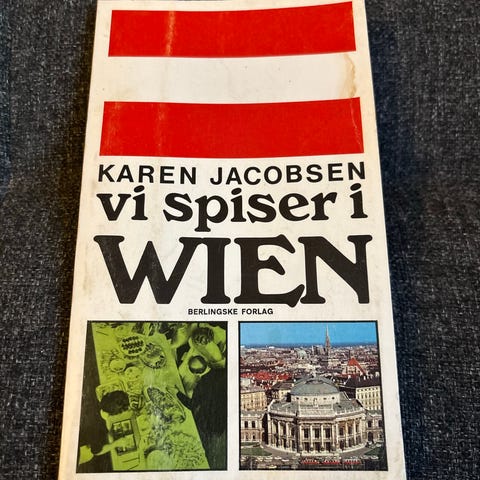 KAREN JACOBSEN
vi spiser i
WIEN
BERLINGSKE FORLAG